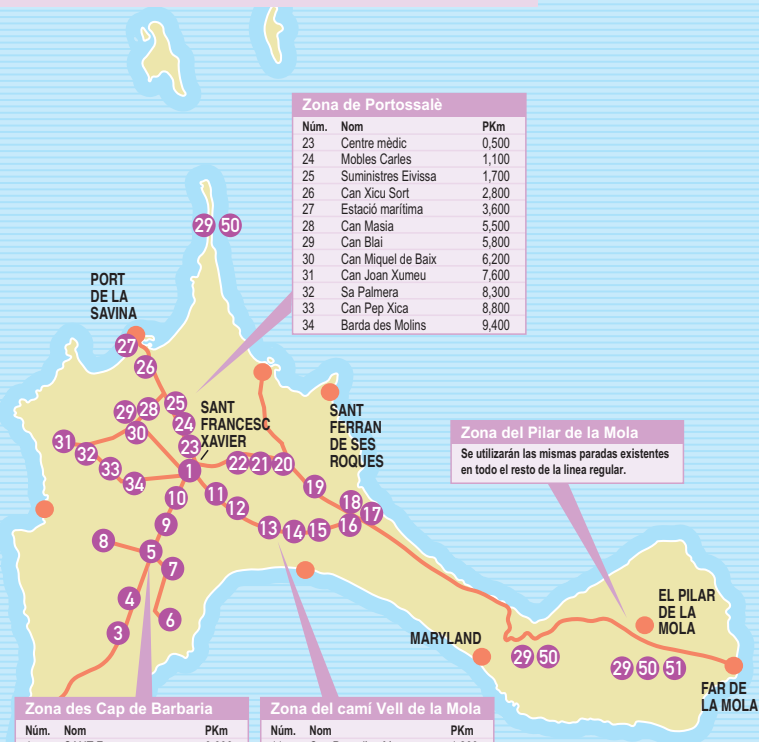 Zona de Portossalè
Núm. Nom PKm
23 Centre mèdic 0,500
24 Mobles Carles 1,100
25 Suministres Eivissa 1,700
26 Can Xicu Sort 2,800
27 Estació marítima 3,600
28 Can Masia 5,500
29 Can Blai 5,800
30 Can Miquel de Baix 6,200
31 Can Joan Xumeu 7,600
32 Sa Palmera 8,300
33 Can Pep Xica 8,800
34 Barda des Molins 9,400
29 50
PORT
DE LA
SAVINA
27
26
25
29 28
24
30
31
32
23
33
34
1
SANT
FRANCESC
XAVIER
22 21 20
SANT
FERRAN
DE SES
ROQUES
19
18
17
16
10
11
12
13 14 15
9
8
5
7
4
3
6
Zona del Pilar de la Mola
Se utilizarán las mismas paradas existentes
en todo el resto de la linea regular.
MARYLAND
29 50
EL PILAR
DE LA
MOLA
29 50 51
FAR DE
LA MOLA
Zona des Cap de Barbaria
Núm. Nom PKm
Zona del camí Vell de la Mola
Núm. Nom PKm